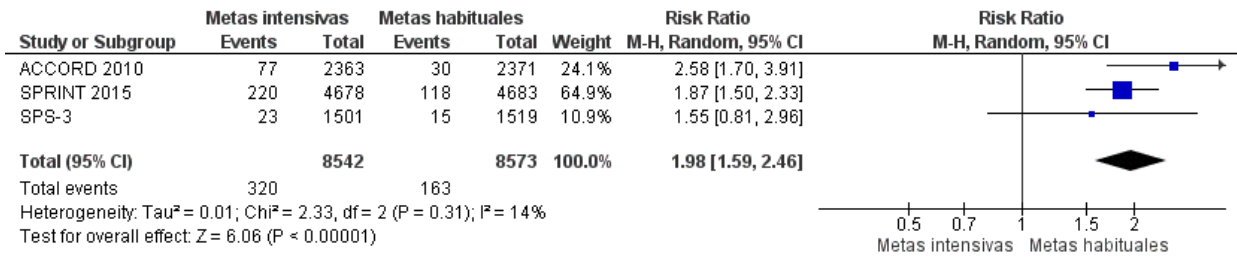 Metas intensivas Metas habituales Risk Ratio Risk Ratio
Study or Subgroup Events Total Events Total Weight M-H, Random, 95% CI M-H, Random, 95% CI
ACCORD 2010 77 2363 30 2371 24.1% 2.58 [1.70, 3.91]
SPRINT 2015 220 4678 118 4683 64.9% 1.87 [1.50, 2.33]
SPS-3 23 1501 15 1519 10.9% 1.55 [0.81, 2.96]
Total (95% CI) 8542 8573 100.0% 1.98 [1.59, 2.46]
Total events 320 163
Heterogeneity: Tau² = 0.01; Chi² = 2.33, df = 2 (P = 0.31); I² = 14%
Test for overall effect: Z = 6.06 (P < 0.00001)
0.5 0.7 1 1.5 2
Metas intensivas Metas habituales